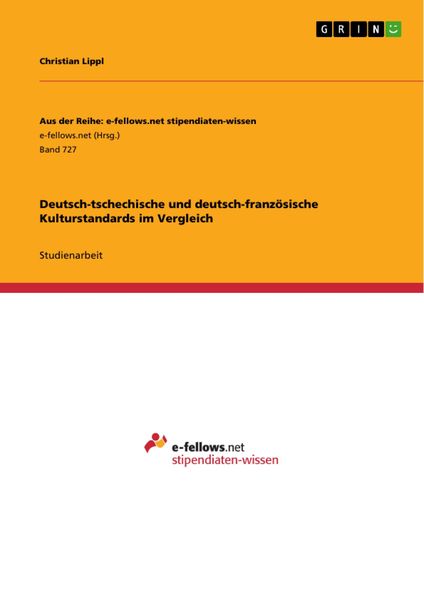 GRIN
Christian Lippl
Aus der Reihe: e-fellows.net stipendiaten-wissen
e-fellows.net (Hrsg.)
Band 727
Deutsch-tschechische und deutsch-französische
Kulturstandards im Vergleich
Studienarbeit
e-fellows.net
stipendiaten-wissen